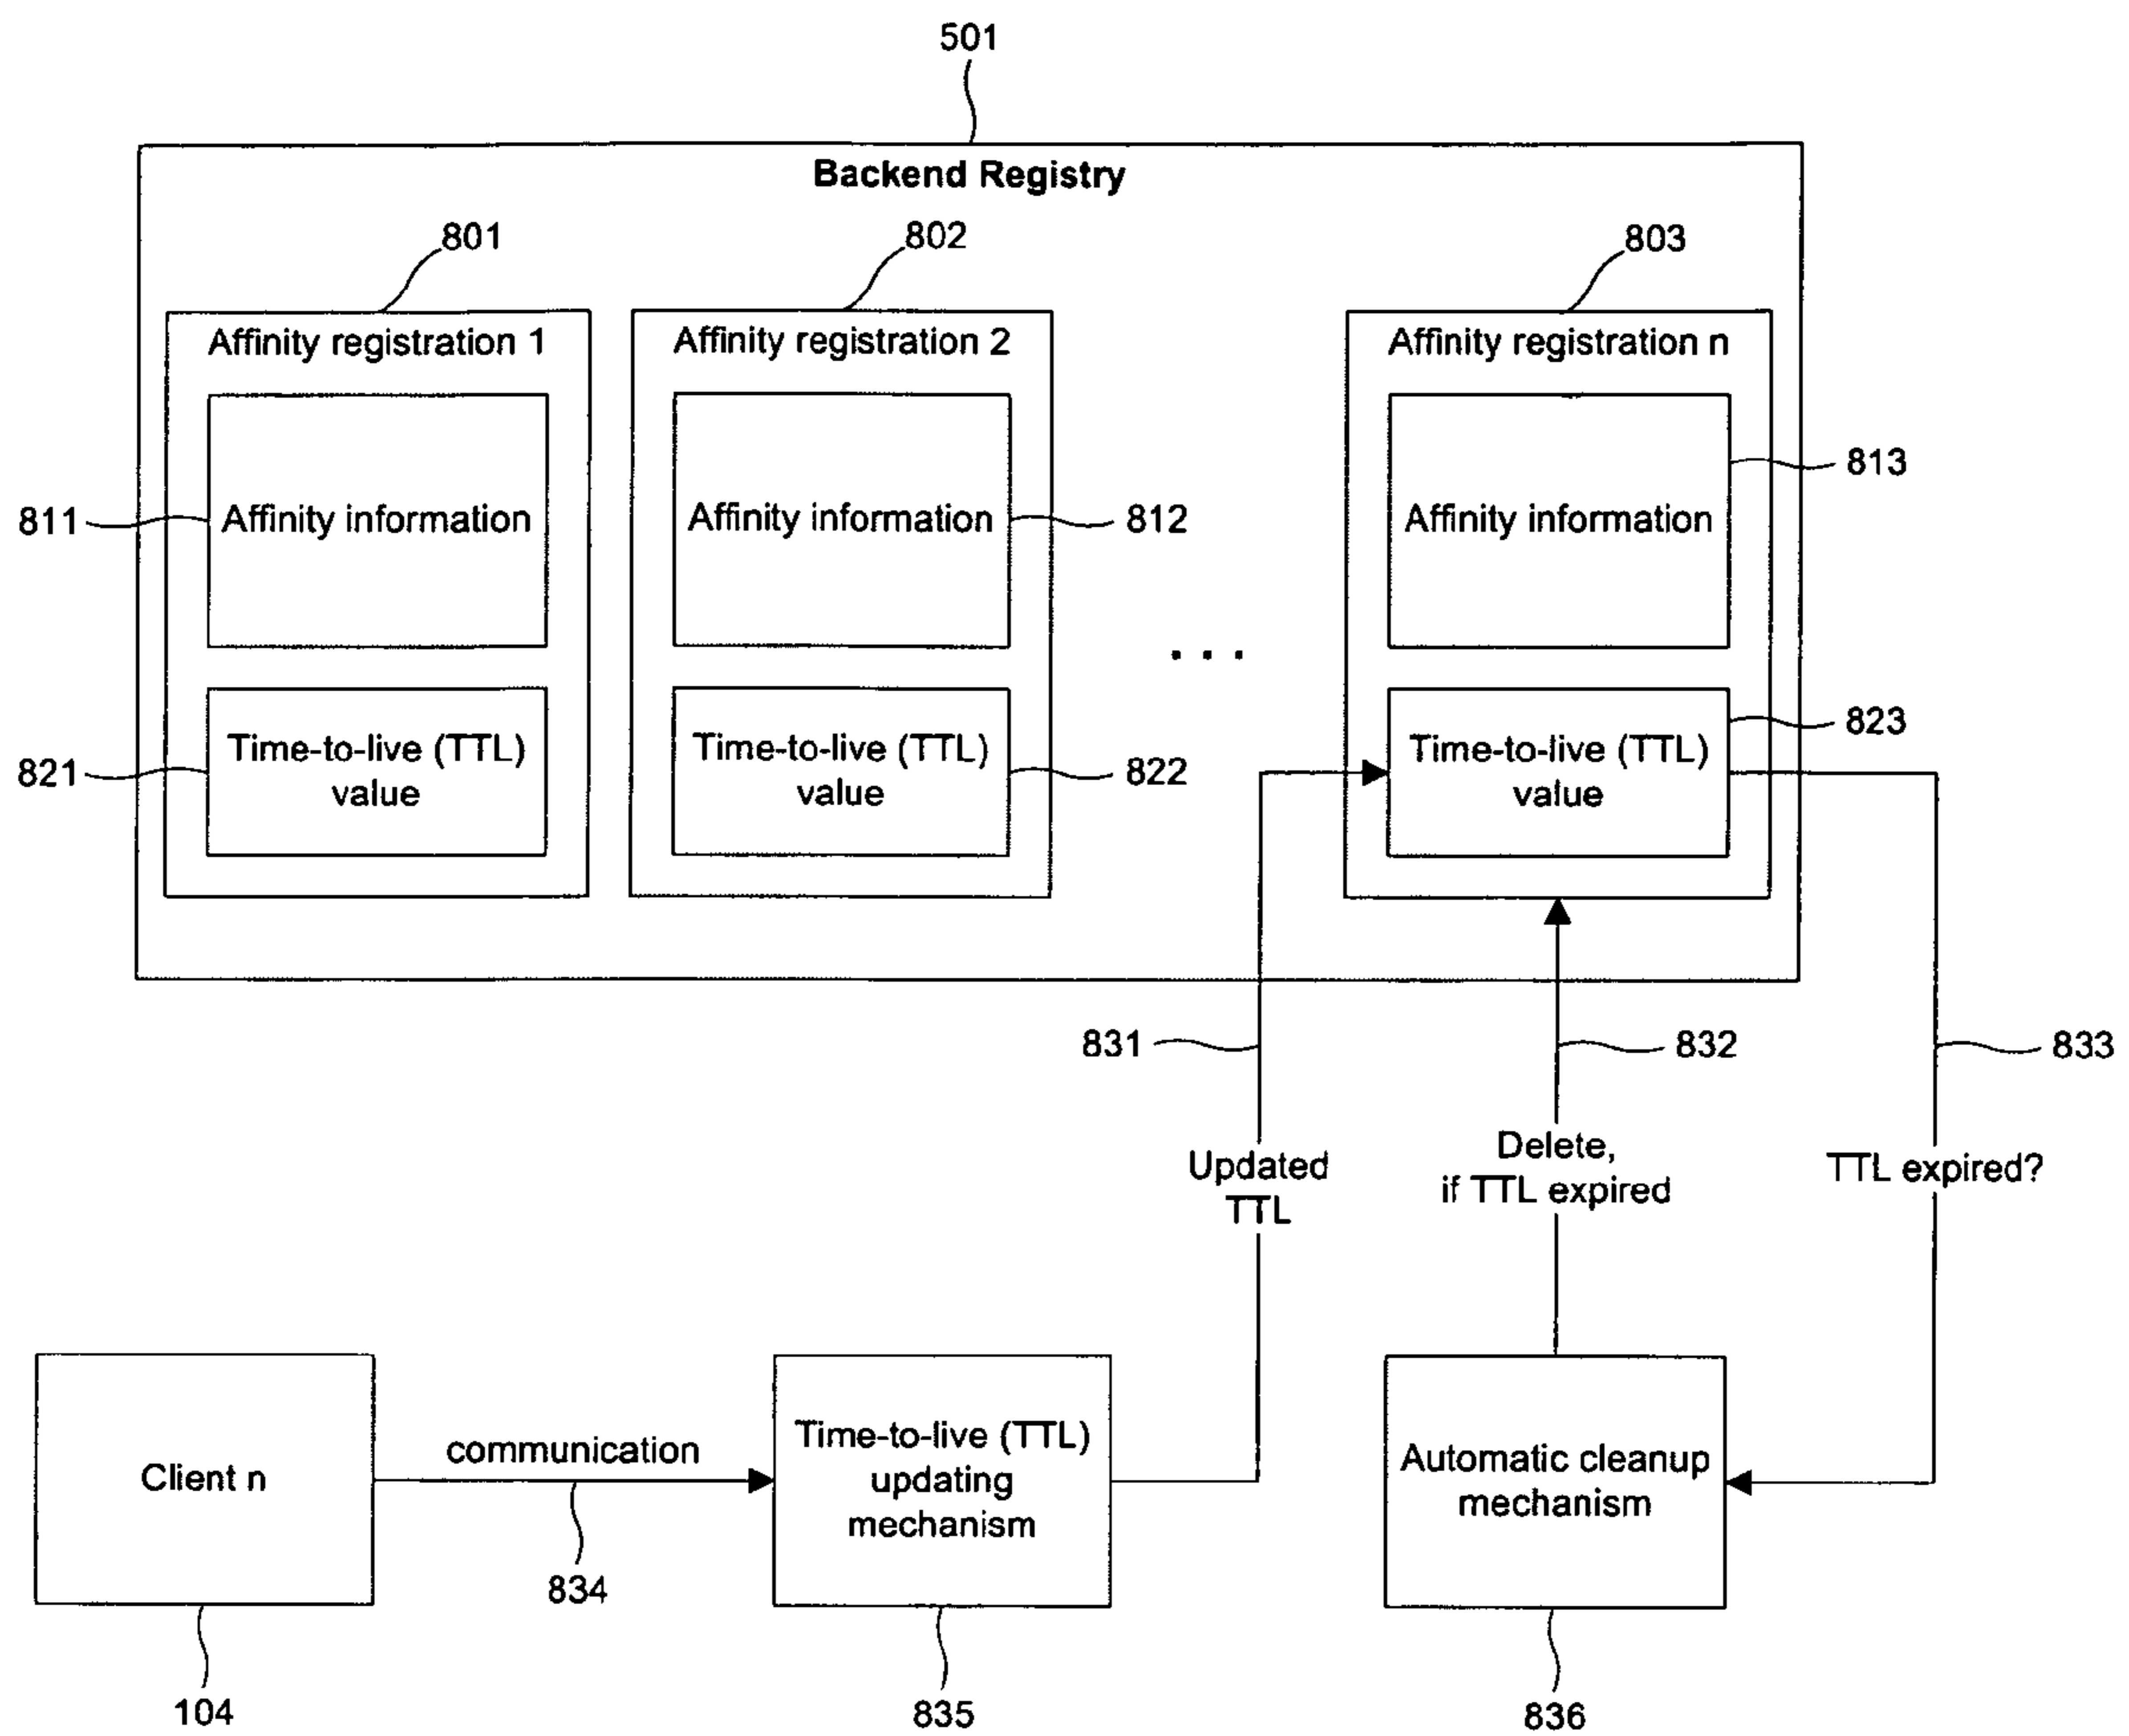 501
Backend Registry
801
802
803
Affinity registration 1
Affinity registration 2
Affinity registration n
811
Affinity information
Affinity information
812
Affinity information
813
...
821
Time-to-live (TTL)
value
Time-to-live (TTL)
value
822
Time-to-live (TTL)
value
823
831
832
833
Updated
TTL
Delete,
if TTL expired
TTL expired?
Client n
communication
834
Time-to-live (TTL)
updating
mechanism
Automatic cleanup
mechanism
104
835
836